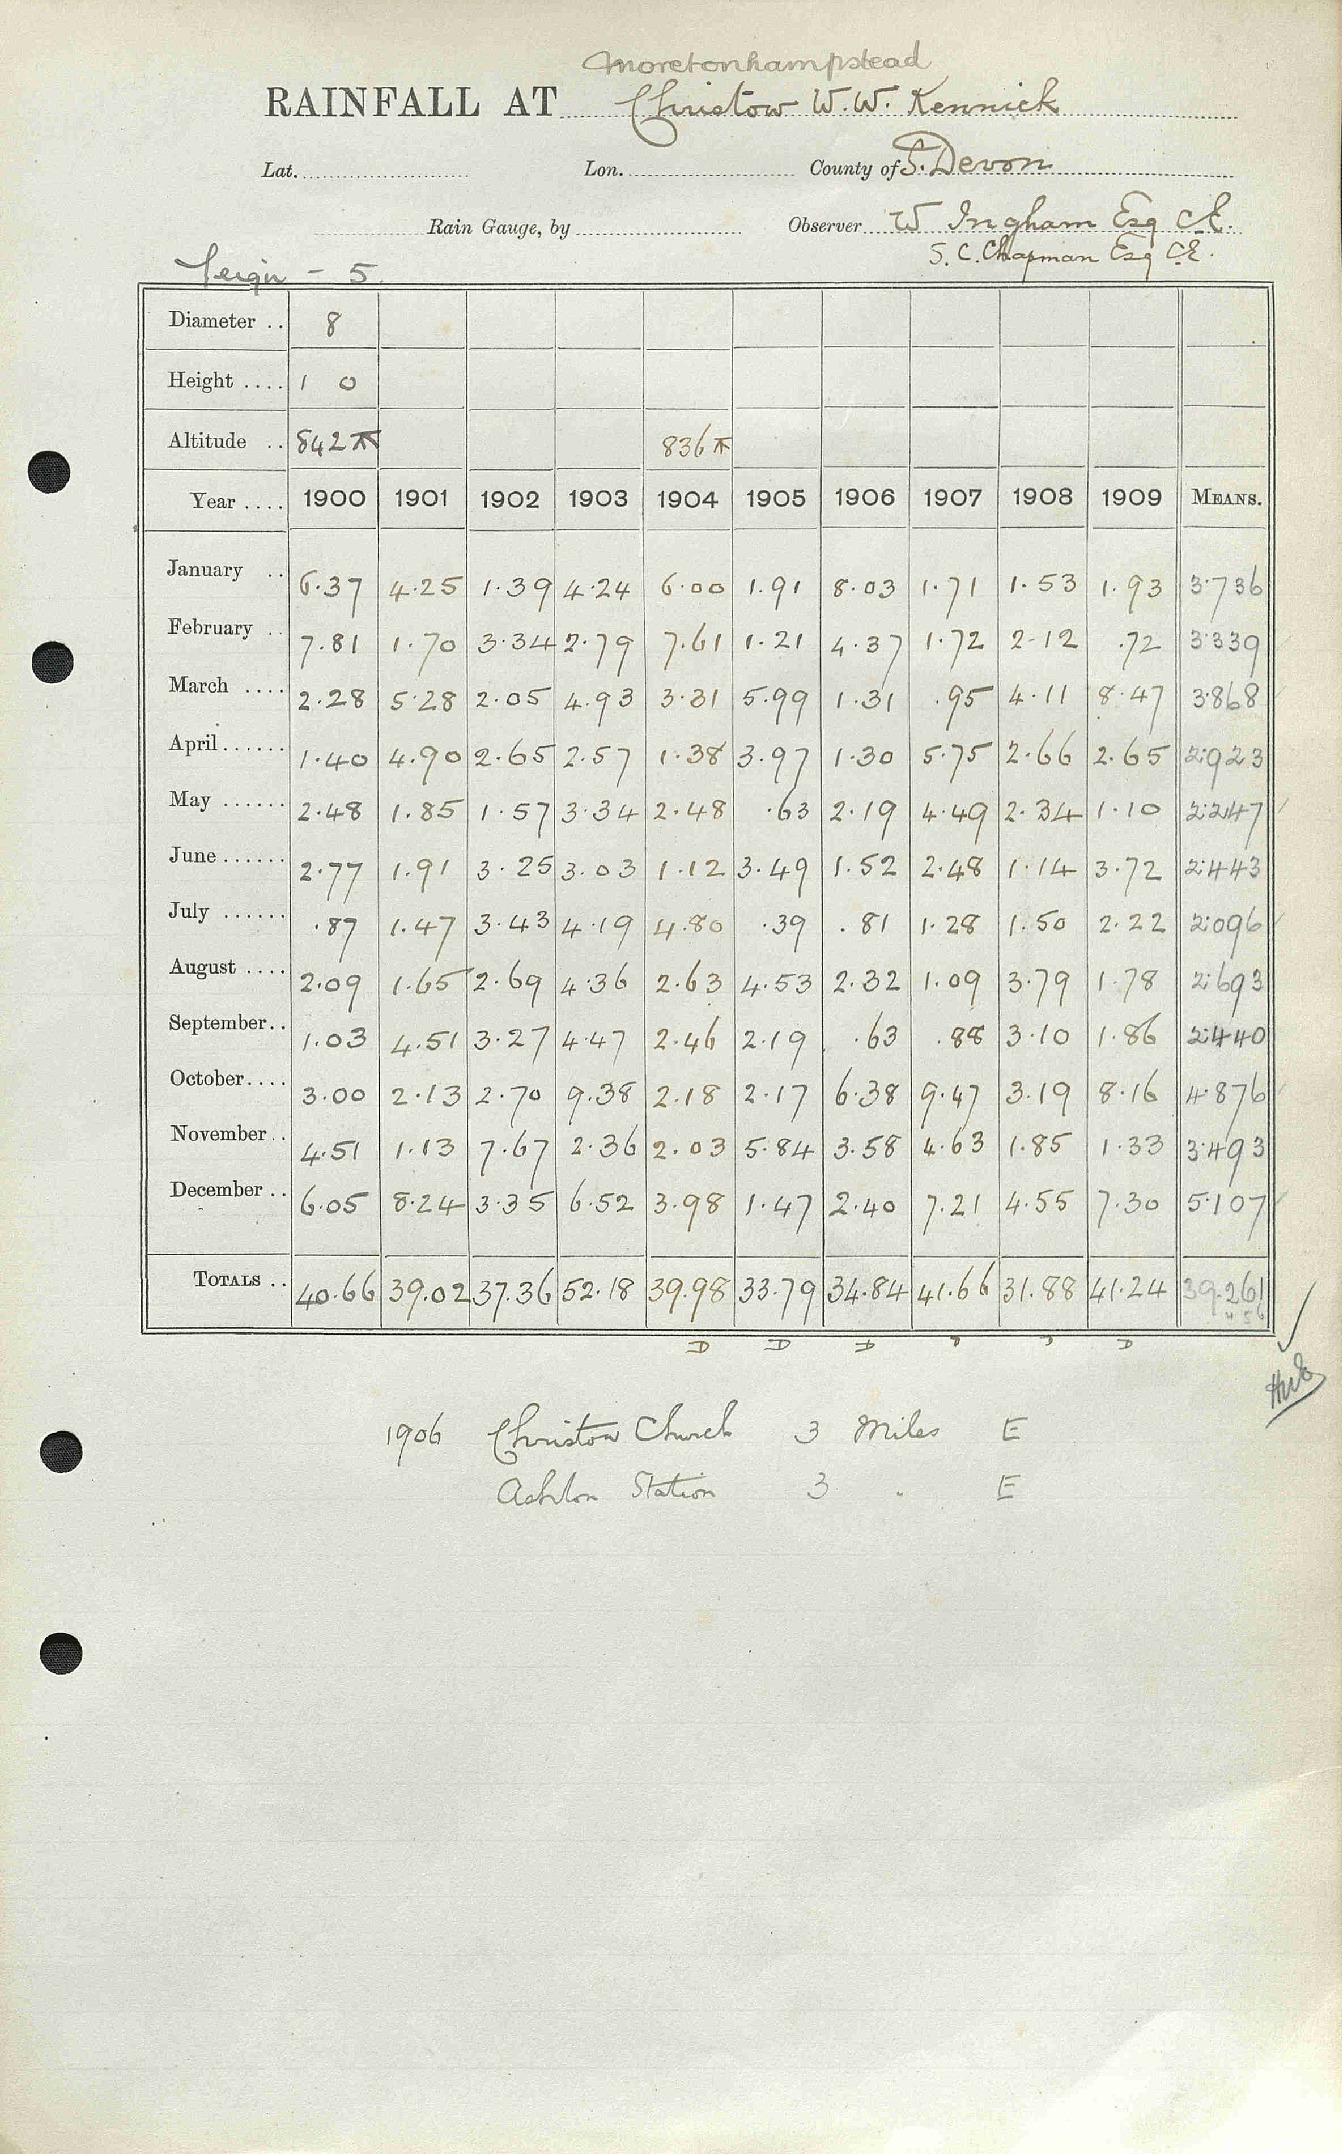 Moretonhampstead
RAINFALL AT Christow W.W. Kennick
Lat. Lon. County of S. Devon
Rain Gauge, by Observer W Ingham Esq C.E.
S. C. Chapman Esq C.E.
Teign - 5
Diameter .. 8
Height .... 1 0
Altitude .. 842 836
Year .... 1900 1901 1902 1903 1904 1905 1906 1907 1908 1909 MEANS.
January .. 6.37 4.25 1.39 4.24 6.00 1.91 8.03 1.71 1.53 1.93 3.736
February .. 7.81 1.70 3.34 2.79 7.61 1.21 4.37 1.72 2.12 .72 3.339
March .... 2.28 5.28 2.05 4.93 3.31 5.99 1.31 .95 4.11 8.47 3.868
April ...... 1.40 4.90 2.65 2.57 1.38 3.97 1.30 5.75 2.66 2.65 2.923
May ...... 2.48 1.85 1.57 3.34 2.48 .63 2.19 4.49 2.34 1.10 2.247
June ...... 2.77 1.91 3.25 3.03 1.12 3.49 1.52 2.48 1.14 3.72 2.443
July ...... .87 1.47 3.43 4.19 4.80 .39 .81 1.28 1.50 2.22 2.096
August .... 2.09 1.65 2.69 4.36 2.63 4.53 2.32 1.09 3.79 1.78 2.693
September .. 1.03 4.51 3.27 4.47 2.46 2.19 .63 .88 3.10 1.86 2.440
October .... 3.00 2.13 2.70 9.38 2.18 2.17 6.38 9.47 3.19 8.16 4.876
November .. 4.51 1.13 7.67 2.36 2.03 5.84 3.58 4.63 1.85 1.33 3.493
December .. 6.05 8.24 3.35 6.52 3.98 1.47 2.40 7.21 4.55 7.30 5.107
TOTALS .. 40.66 39.02 37.36 52.18 39.98 33.79 34.84 41.66 31.88 41.24 39.261
D D D D D D
1906 Christow Church 3 Miles E
Ashton Station 3 " E